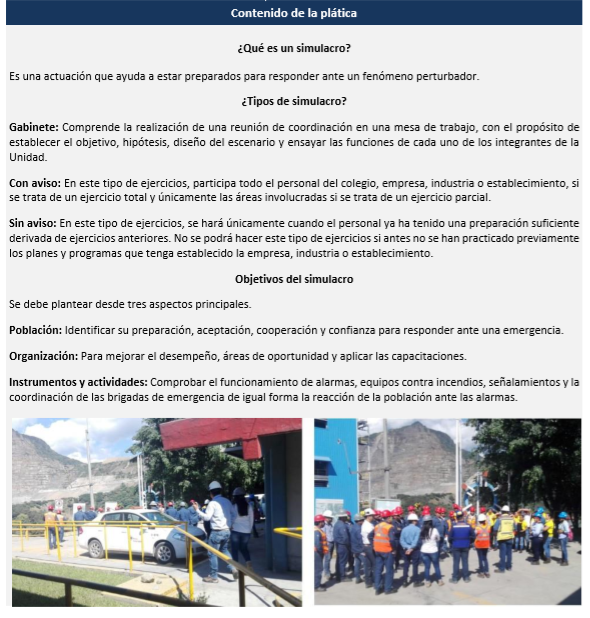 Contenido de la plática
¿Qué es un simulacro?
Es una actuación que ayuda a estar preparados para responder ante un fenómeno perturbador.
¿Tipos de simulacro?
Gabinete: Comprende la realización de una reunión de coordinación en una mesa de trabajo, con el propósito de
establecer el objetivo, hipótesis, diseño del escenario y ensayar las funciones de cada uno de los integrantes de la
Unidad.
Con aviso: En este tipo de ejercicios, participa todo el personal del colegio, empresa, industria o establecimiento, si
se trata de un ejercicio total y únicamente las áreas involucradas si se trata de un ejercicio parcial.
Sin aviso: En este tipo de ejercicios, se hará únicamente cuando el personal ya ha tenido una preparación suficiente
derivada de ejercicios anteriores. No se podrá hacer este tipo de ejercicios si antes no se han practicado previamente
los planes y programas que tenga establecido la empresa, industria o establecimiento.
Objetivos del simulacro
Se debe plantear desde tres aspectos principales.
Población: Identificar su preparación, aceptación, cooperación y confianza para responder ante una emergencia.
Organización: Para mejorar el desempeño, áreas de oportunidad y aplicar las capacitaciones.
Instrumentos y actividades: Comprobar el funcionamiento de alarmas, equipos contra incendios, señalamientos y la
coordinación de las brigadas de emergencia de igual forma la reacción de la población ante las alarmas.